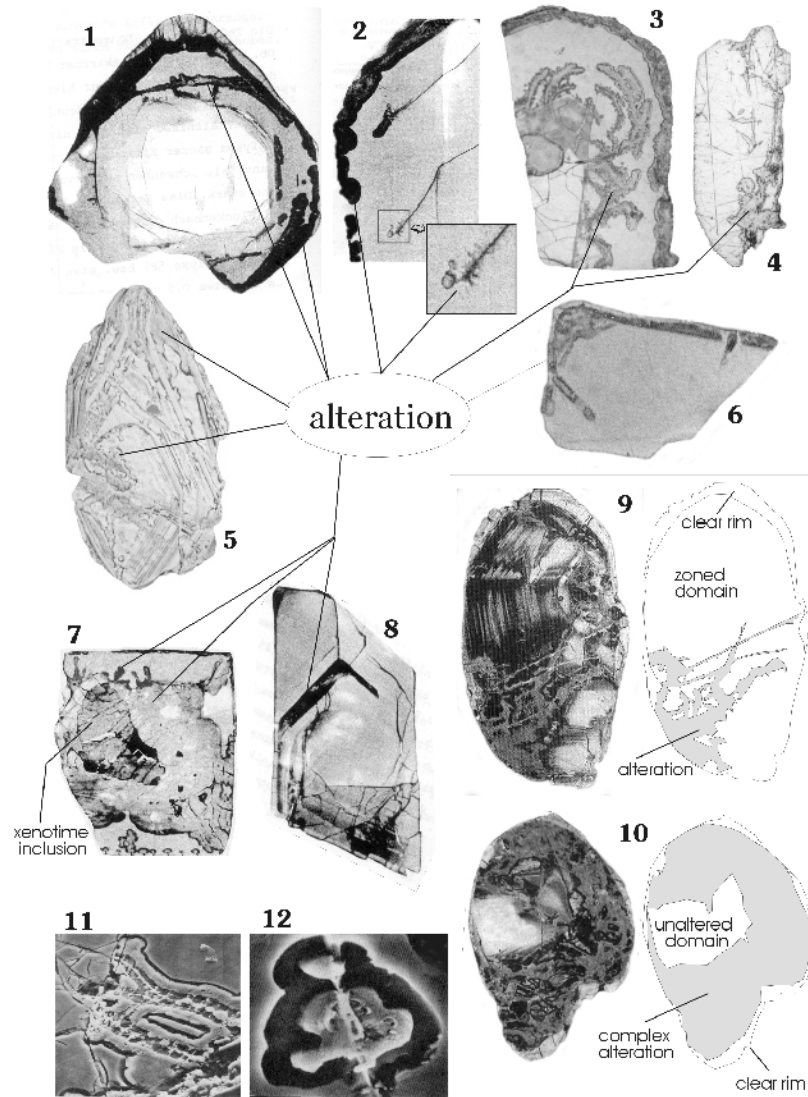 1
2
3
4
alteration
5
6
7
8
xenotime
inclusion
9
clear rim
zoned
domain
alteration
10
unaltered
domain
complex
alteration
clear rim
11
12